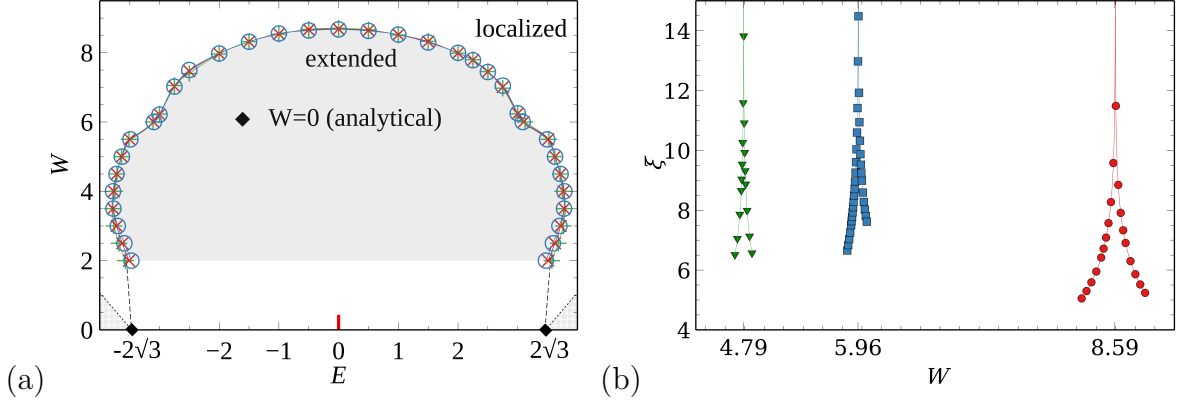 localized
extended
W=0 (analytical)
8
6
4
2
0
W
-2√3
−2
−1
0
1
2
2√3
E
(a)
14
12
10
8
6
4
ξ
4.79
5.96
8.59
W
(b)